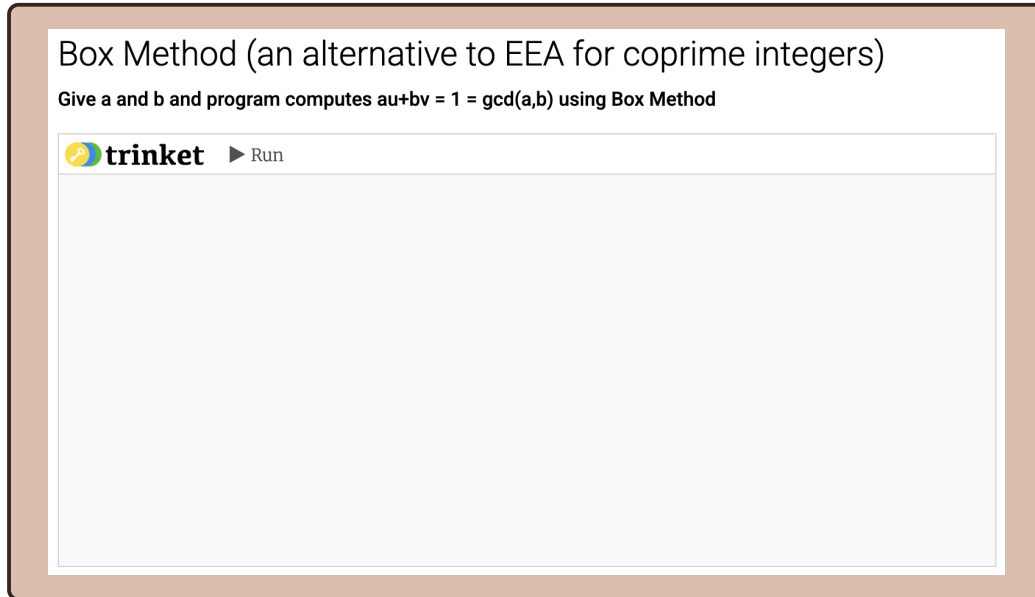 Box Method (an alternative to EEA for coprime integers)
Give a and b and program computes au+bv = 1 = gcd(a,b) using Box Method
trinket Run